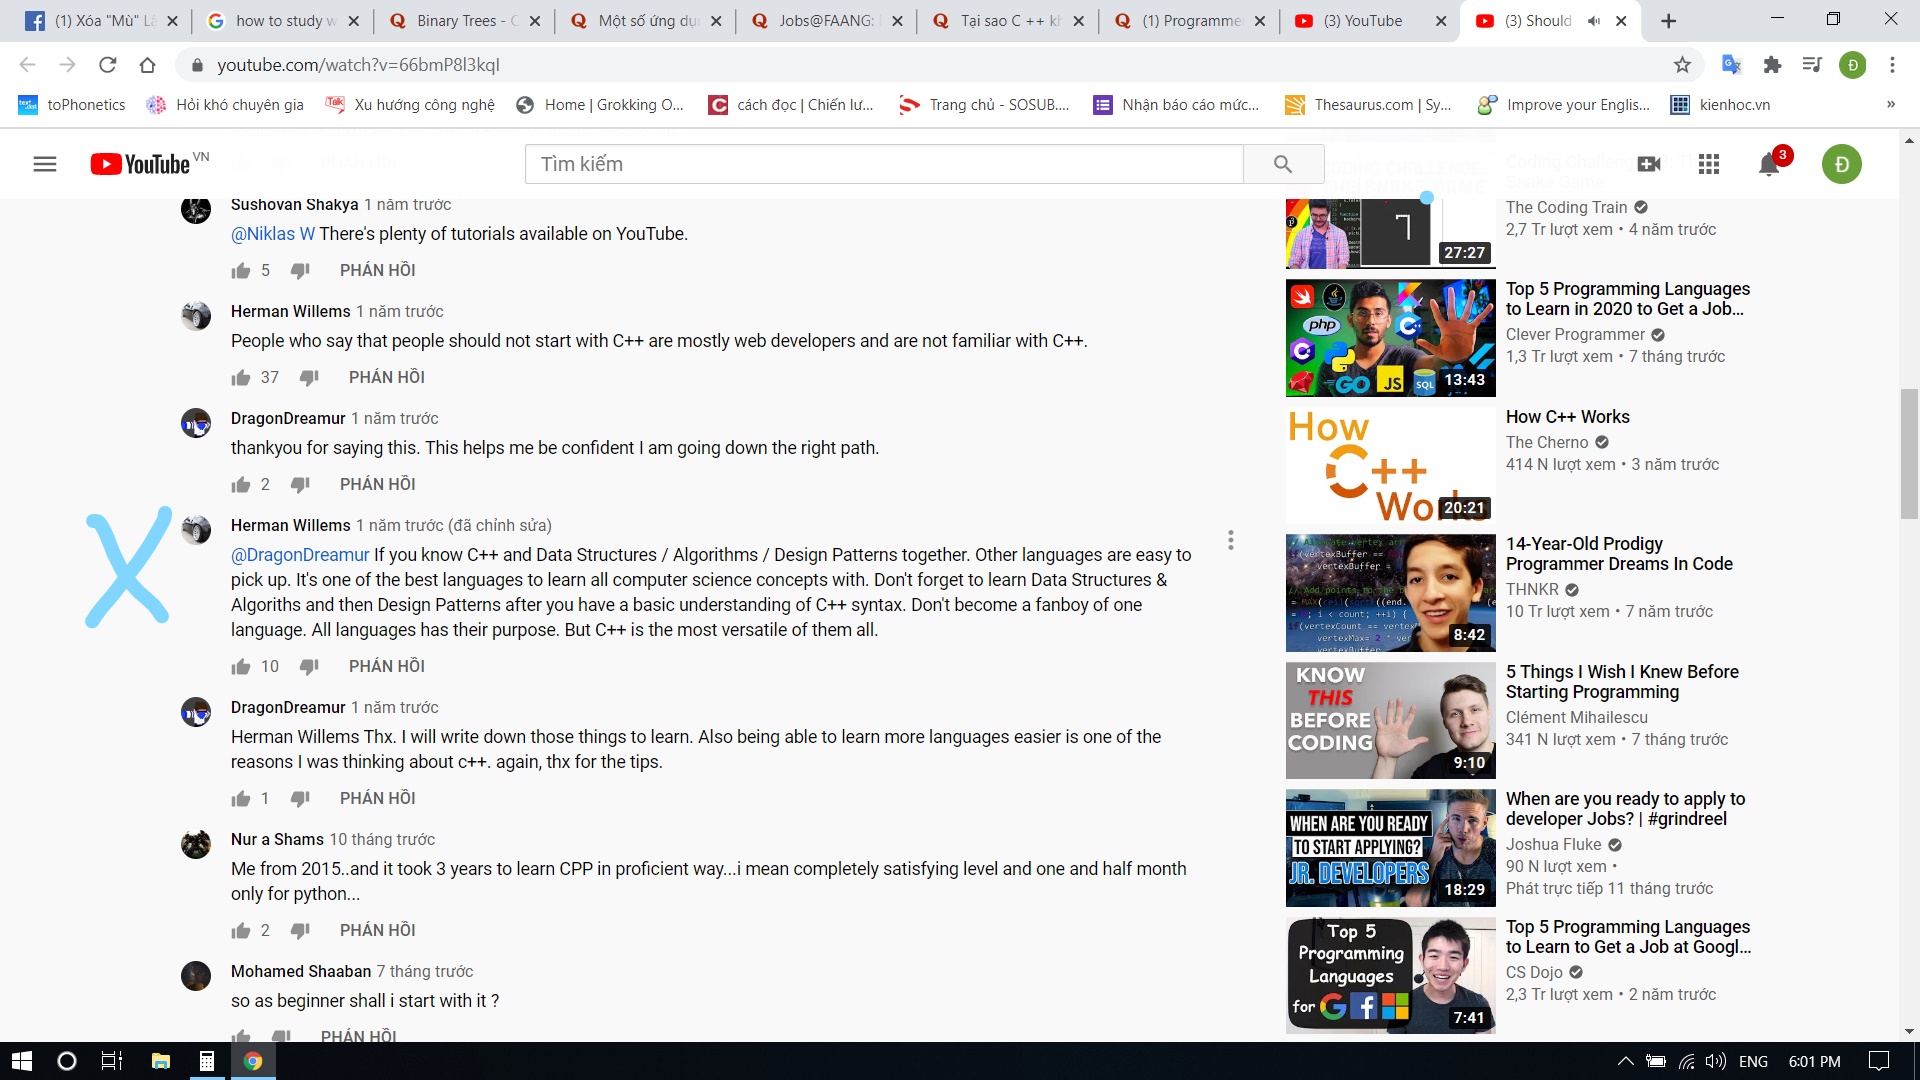 (1) Xóa "Mù" Lậ
how to study w
Binary Trees - C
Một số ứng dụ
Jobs@FAANG:
Tại sao C ++ kh
(1) Programme
(3) YouTube
(3) Should
youtube.com/watch?v=66bmP8l3kqI
Đ
toPhonetics
Hỏi khó chuyên gia
Xu hướng công nghệ
Home | Grokking O...
cách đọc | Chiến lư...
Trang chủ - SOSUB....
Nhận báo cáo mức...
Thesaurus.com | Sy...
Improve your Englis...
kienhoc.vn
»
YouTube VN
Tìm kiếm
3
Đ
Sushovan Shakya 1 năm trước
@Niklas W There's plenty of tutorials available on YouTube.
5 PHẢN HỒI
Herman Willems 1 năm trước
People who say that people should not start with C++ are mostly web developers and are not familiar with C++.
37 PHẢN HỒI
DragonDreamur 1 năm trước
thankyou for saying this. This helps me be confident I am going down the right path.
2 PHẢN HỒI
X
Herman Willems 1 năm trước (đã chỉnh sửa)
@DragonDreamur If you know C++ and Data Structures / Algorithms / Design Patterns together. Other languages are easy to
pick up. It's one of the best languages to learn all computer science concepts with. Don't forget to learn Data Structures &
Algoriths and then Design Patterns after you have a basic understanding of C++ syntax. Don't become a fanboy of one
language. All languages has their purpose. But C++ is the most versatile of them all.
10 PHẢN HỒI
DragonDreamur 1 năm trước
Herman Willems Thx. I will write down those things to learn. Also being able to learn more languages easier is one of the
reasons I was thinking about c++. again, thx for the tips.
1 PHẢN HỒI
Nur a Shams 10 tháng trước
Me from 2015..and it took 3 years to learn CPP in proficient way...i mean completely satisfying level and one and half month
only for python...
2 PHẢN HỒI
Mohamed Shaaban 7 tháng trước
so as beginner shall i start with it ?
PHẢN HỒI
27:27
The Coding Train
2,7 Tr lượt xem • 4 năm trước
php
GO
JS
SQL
13:43
Top 5 Programming Languages
to Learn in 2020 to Get a Job...
Clever Programmer
1,3 Tr lượt xem • 7 tháng trước
How
C++
Works
20:21
How C++ Works
The Cherno
414 N lượt xem • 3 năm trước
8:42
14-Year-Old Prodigy
Programmer Dreams In Code
THNKR
10 Tr lượt xem • 7 năm trước
KNOW
THIS
BEFORE
CODING
9:10
5 Things I Wish I Knew Before
Starting Programming
Clément Mihailescu
341 N lượt xem • 7 tháng trước
WHEN ARE YOU READY
TO START APPLYING?
JR. DEVELOPERS
18:29
When are you ready to apply to
developer Jobs? | #grindreel
Joshua Fluke
90 N lượt xem •
Phát trực tiếp 11 tháng trước
Top 5
Programming
Languages
for G f
7:41
Top 5 Programming Languages
to Learn to Get a Job at Googl...
CS Dojo
2,3 Tr lượt xem • 2 năm trước
ENG
6:01 PM